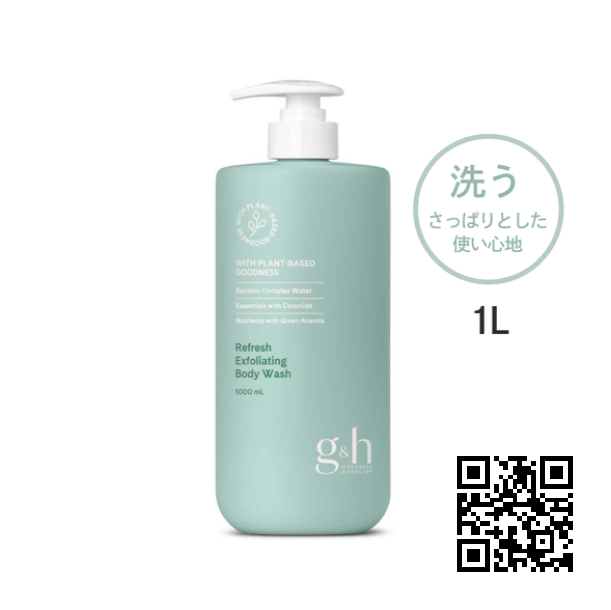 WITH PLANT-BASED GOODNESS
WITH PLANT-BASED
GOODNESS
Bambro Complex Water
Essentials with Ceramide
Nutrients with Green Acerola
Refresh
Exfoliating
Body Wash
1000 mL
g&h
GOODNESS
& HEALTH
洗う
さっぱりとした
使い心地
1L